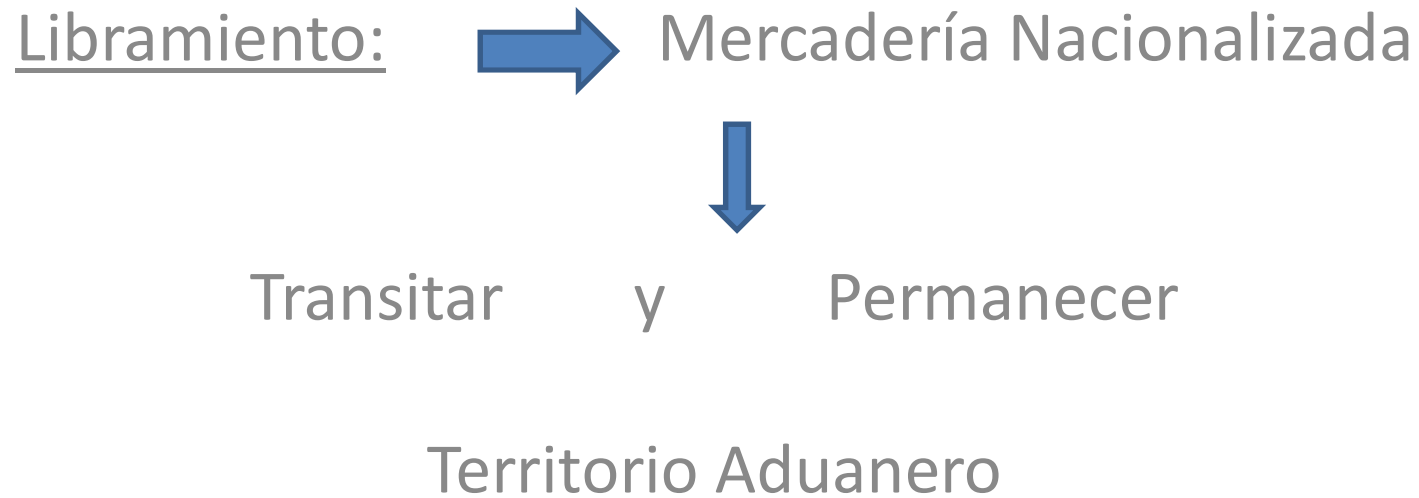 Libramiento: Mercadería Nacionalizada
Transitar y Permanecer
Territorio Aduanero